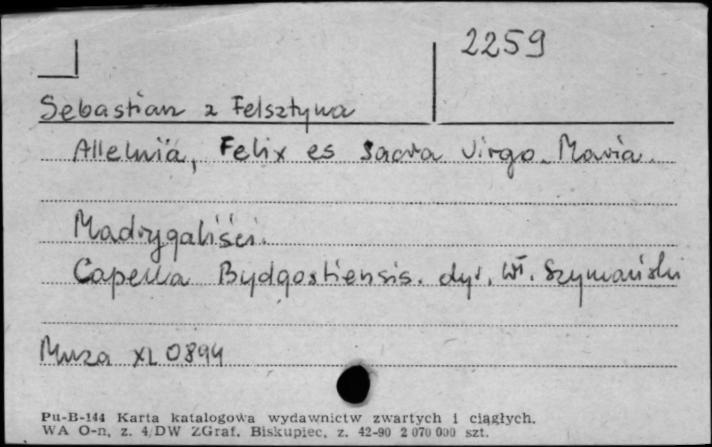 2259
Sebastian z Felsztyna
Alleluia, Felix es sacra Virgo Maria.
Madrygaliści.
Capella Bydgostiensis. dyr. Wł. Szymański
Muza XL 0894
Pu-B-144 Karta katalogowa wydawnictw zwartych i ciągłych.
WA O-n, z. 4/DW ZGraf. Biskupiec, z. 42-90 2 070 000 szt.